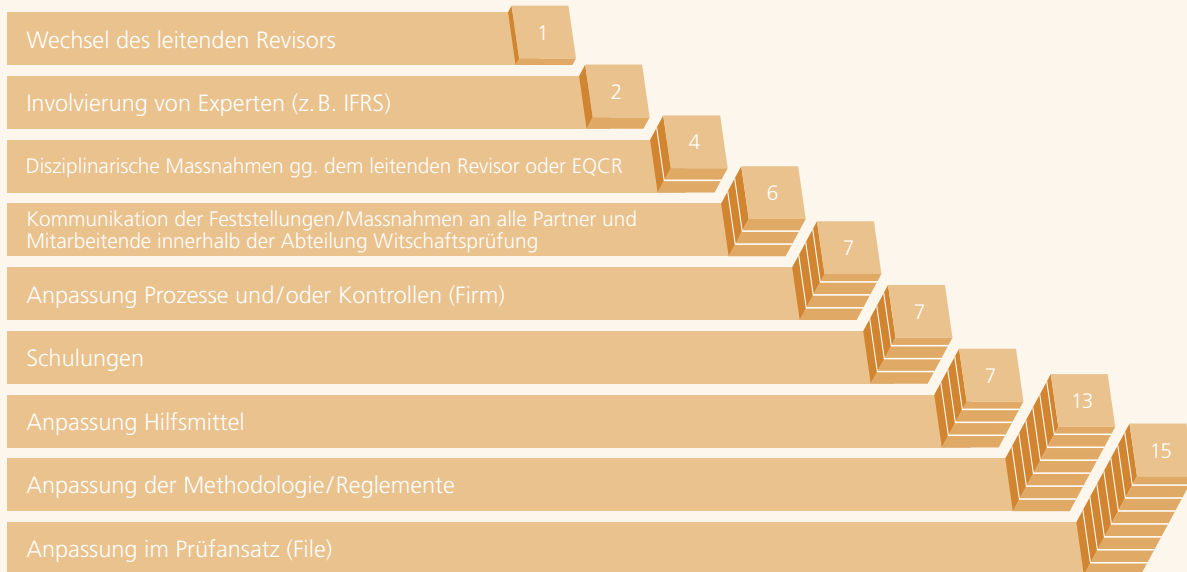 Wechsel des leitenden Revisors 1
Involvierung von Experten (z. B. IFRS) 2
Disziplinarische Massnahmen gg. dem leitenden Revisor oder EQCR 4
Kommunikation der Feststellungen/Massnahmen an alle Partner und
Mitarbeitende innerhalb der Abteilung Witschaftsprüfung 6
Anpassung Prozesse und/oder Kontrollen (Firm) 7
Schulungen 7
Anpassung Hilfsmittel 7
Anpassung der Methodologie/Reglemente 13
Anpassung im Prüfansatz (File) 15